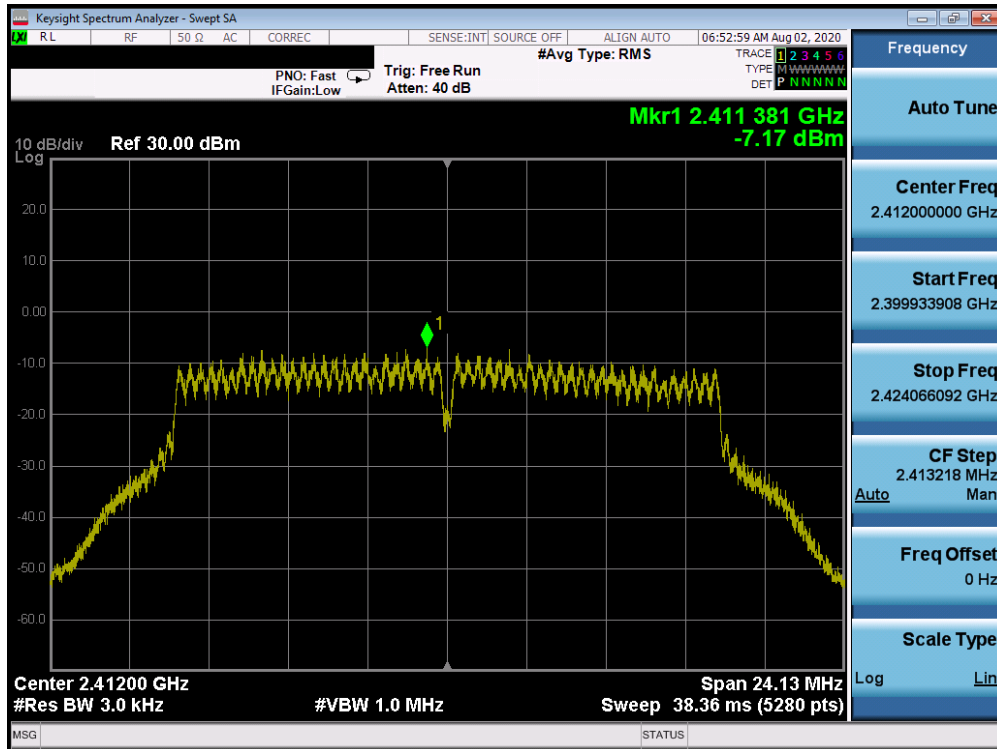 Keysight Spectrum Analyzer - Swept SA
LXI RL RF 50 Ω AC CORREC SENSE:INT SOURCE OFF ALIGN AUTO 06:52:59 AM Aug 02, 2020
PNO: Fast Trig: Free Run #Avg Type: RMS TRACE 1 2 3 4 5 6
IFGain:Low Atten: 40 dB TYPE M WWWWW
DET P N N N N N
Mkr1 2.411 381 GHz
-7.17 dBm
10 dB/div Ref 30.00 dBm
Log
20.0
10.0
0.00
-10.0
-20.0
-30.0
-40.0
-50.0
-60.0
1
Center 2.41200 GHz Span 24.13 MHz
#Res BW 3.0 kHz #VBW 1.0 MHz Sweep 38.36 ms (5280 pts)
MSG STATUS
Frequency
Auto Tune
Center Freq
2.412000000 GHz
Start Freq
2.399933908 GHz
Stop Freq
2.424066092 GHz
CF Step
2.413218 MHz
Auto Man
Freq Offset
0 Hz
Scale Type
Log Lin